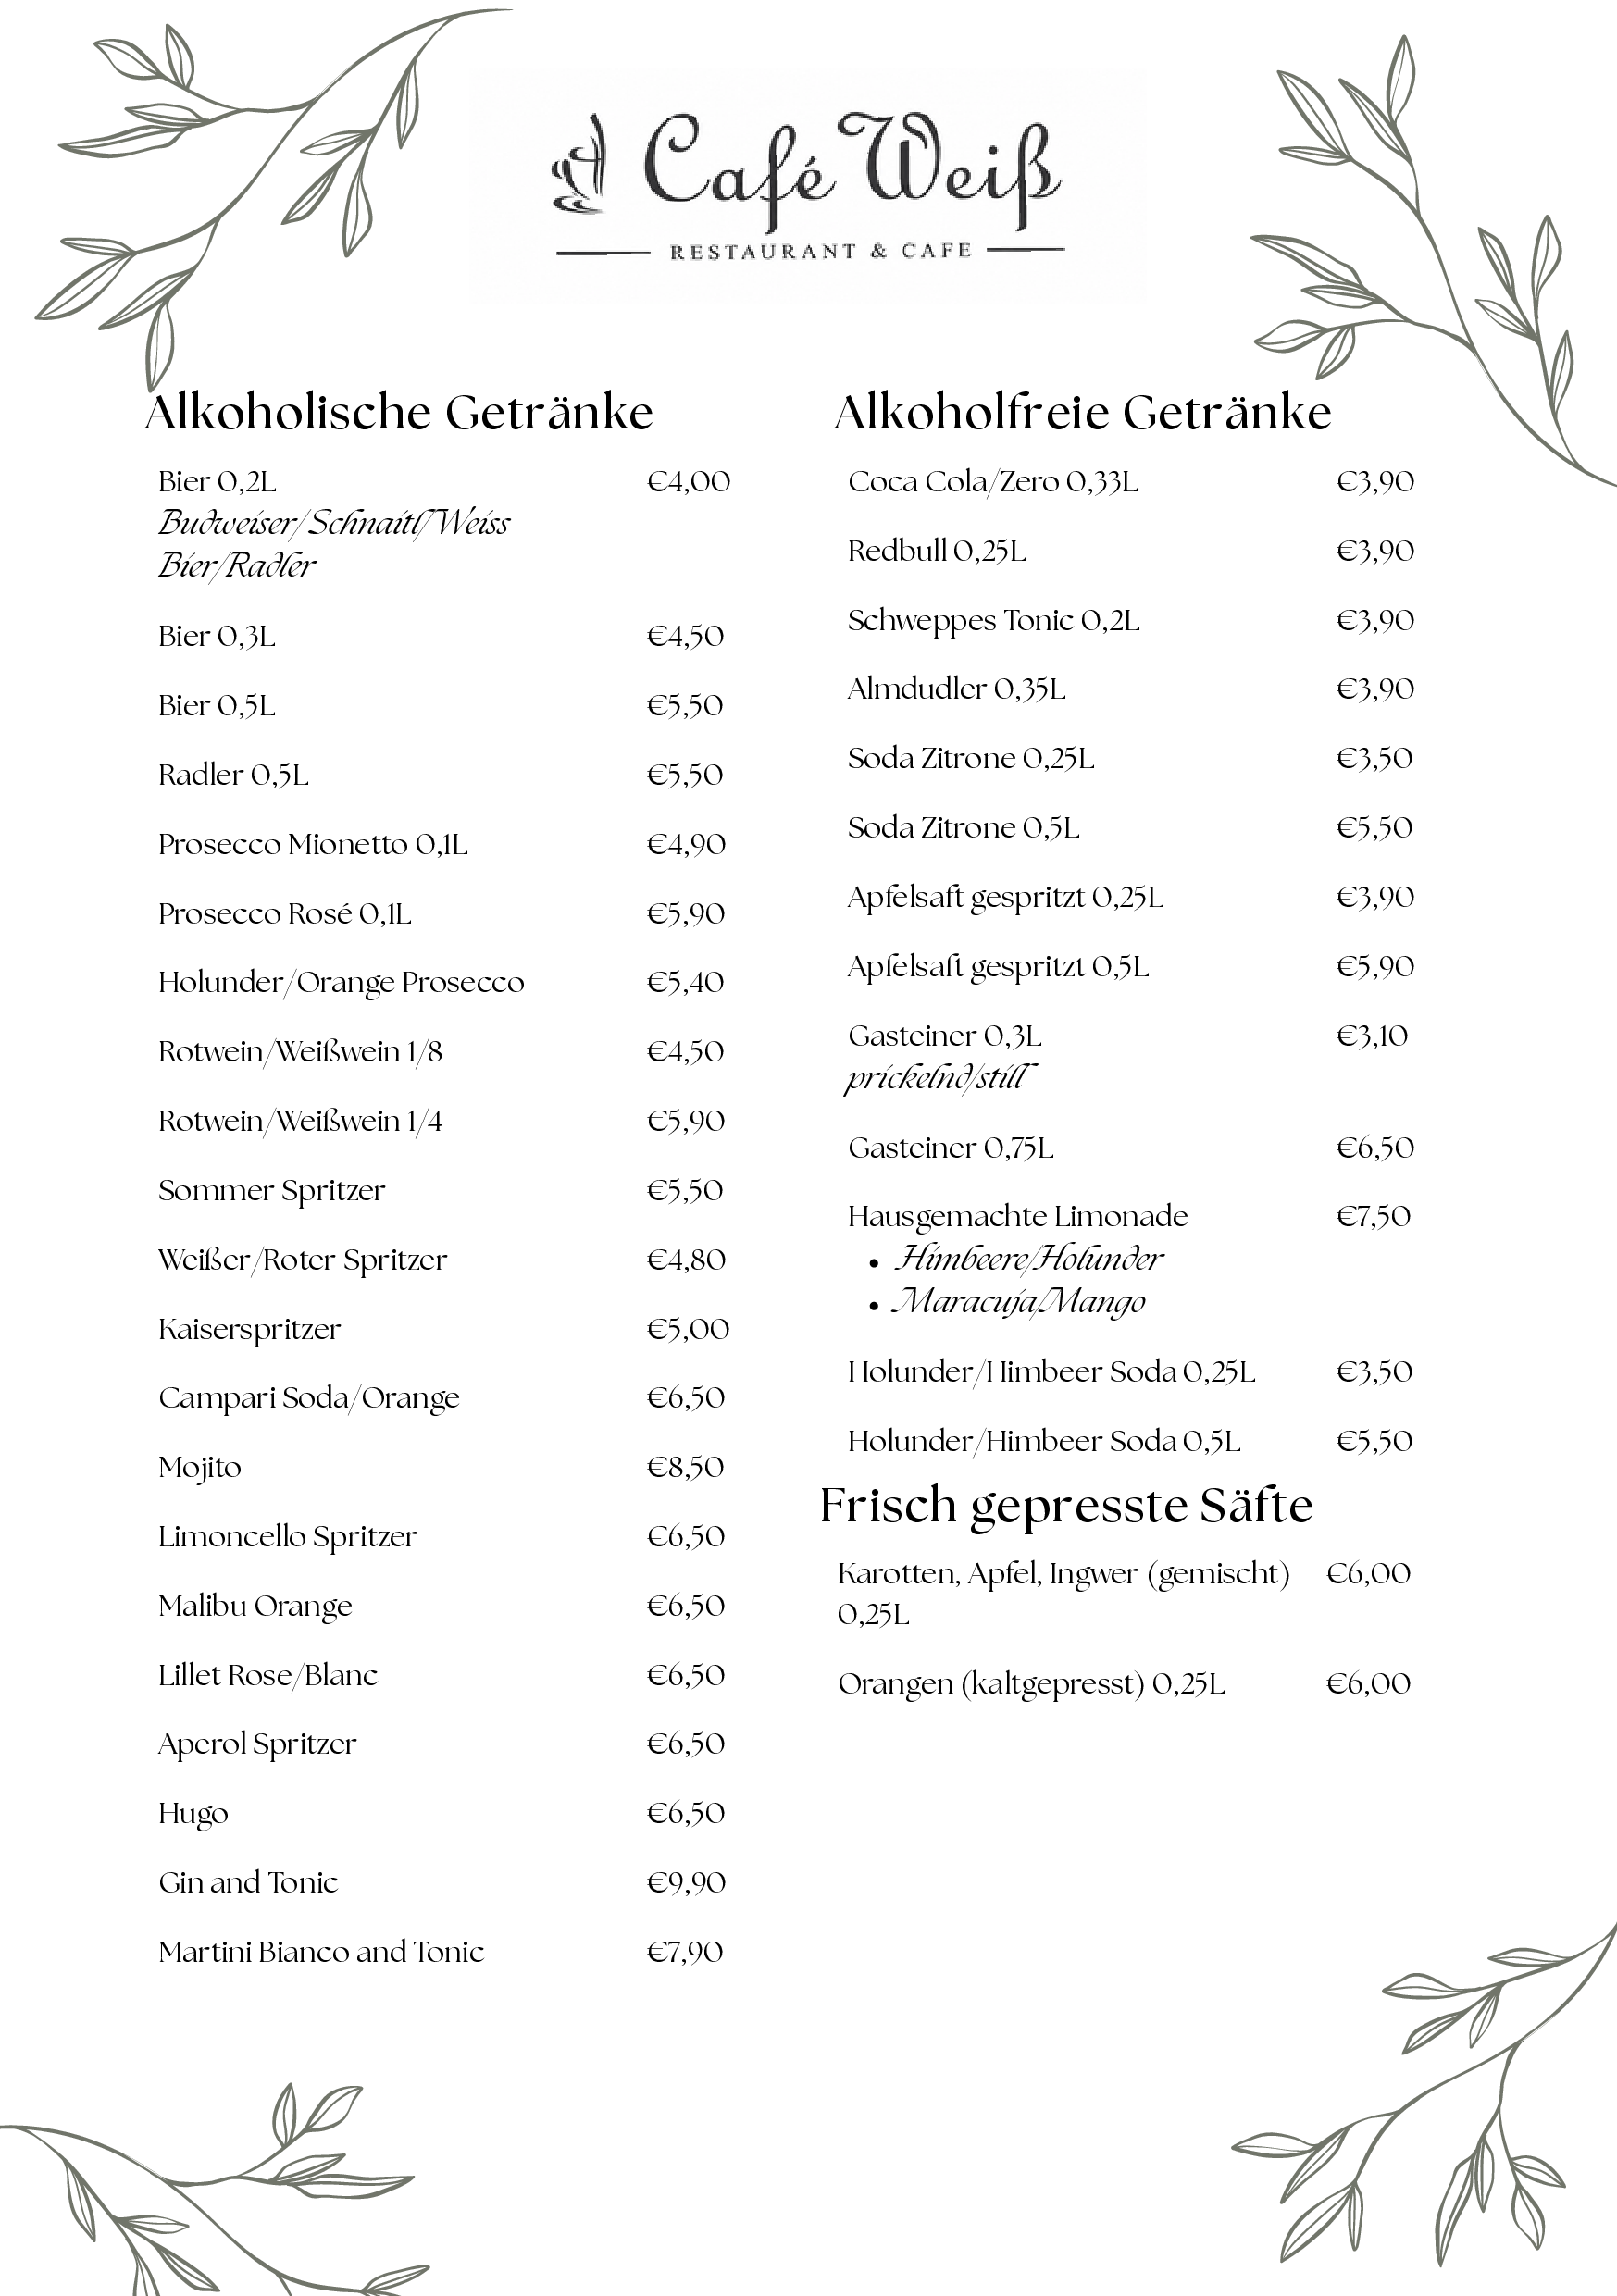 Café Weiß
RESTAURANT & CAFE
Alkoholische Getränke
Bier 0,2L €4,00
Budweiser/Schnaitl/Weiss
Bier/Radler
Bier 0,3L €4,50
Bier 0,5L €5,50
Radler 0,5L €5,50
Prosecco Mionetto 0,1L €4,90
Prosecco Rosé 0,1L €5,90
Holunder/Orange Prosecco €5,40
Rotwein/Weißwein 1/8 €4,50
Rotwein/Weißwein 1/4 €5,90
Sommer Spritzer €5,50
Weißer/Roter Spritzer €4,80
Kaiserspritzer €5,00
Campari Soda/Orange €6,50
Mojito €8,50
Limoncello Spritzer €6,50
Malibu Orange €6,50
Lillet Rose/Blanc €6,50
Aperol Spritzer €6,50
Hugo €6,50
Gin and Tonic €9,90
Martini Bianco and Tonic €7,90
Alkoholfreie Getränke
Coca Cola/Zero 0,33L €3,90
Redbull 0,25L €3,90
Schweppes Tonic 0,2L €3,90
Almdudler 0,35L €3,90
Soda Zitrone 0,25L €3,50
Soda Zitrone 0,5L €5,50
Apfelsaft gespritzt 0,25L €3,90
Apfelsaft gespritzt 0,5L €5,90
Gasteiner 0,3L €3,10
prickelnd/still
Gasteiner 0,75L €6,50
Hausgemachte Limonade €7,50
• Himbeere/Holunder
• Maracuja/Mango
Holunder/Himbeer Soda 0,25L €3,50
Holunder/Himbeer Soda 0,5L €5,50
Frisch gepresste Säfte
Karotten, Apfel, Ingwer (gemischt) €6,00
0,25L
Orangen (kaltgepresst) 0,25L €6,00